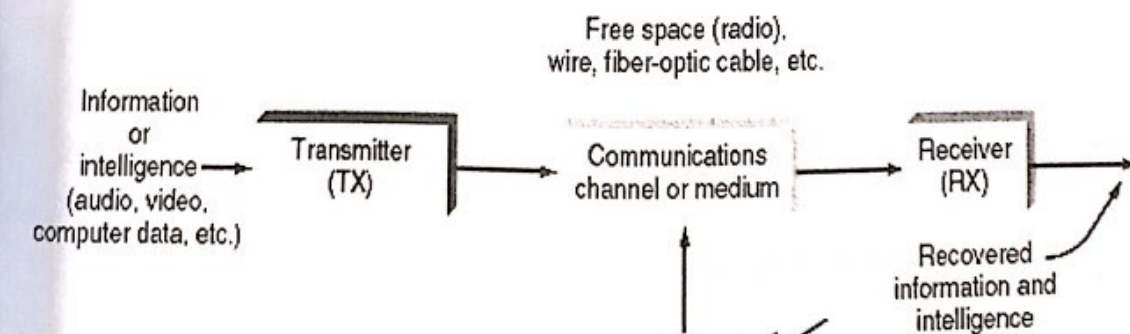 Free space (radio),
wire, fiber-optic cable, etc.
Information
or
intelligence
(audio, video,
computer data, etc.)
Transmitter
(TX)
Communications
channel or medium
Receiver
(RX)
Recovered
information and
intelligence